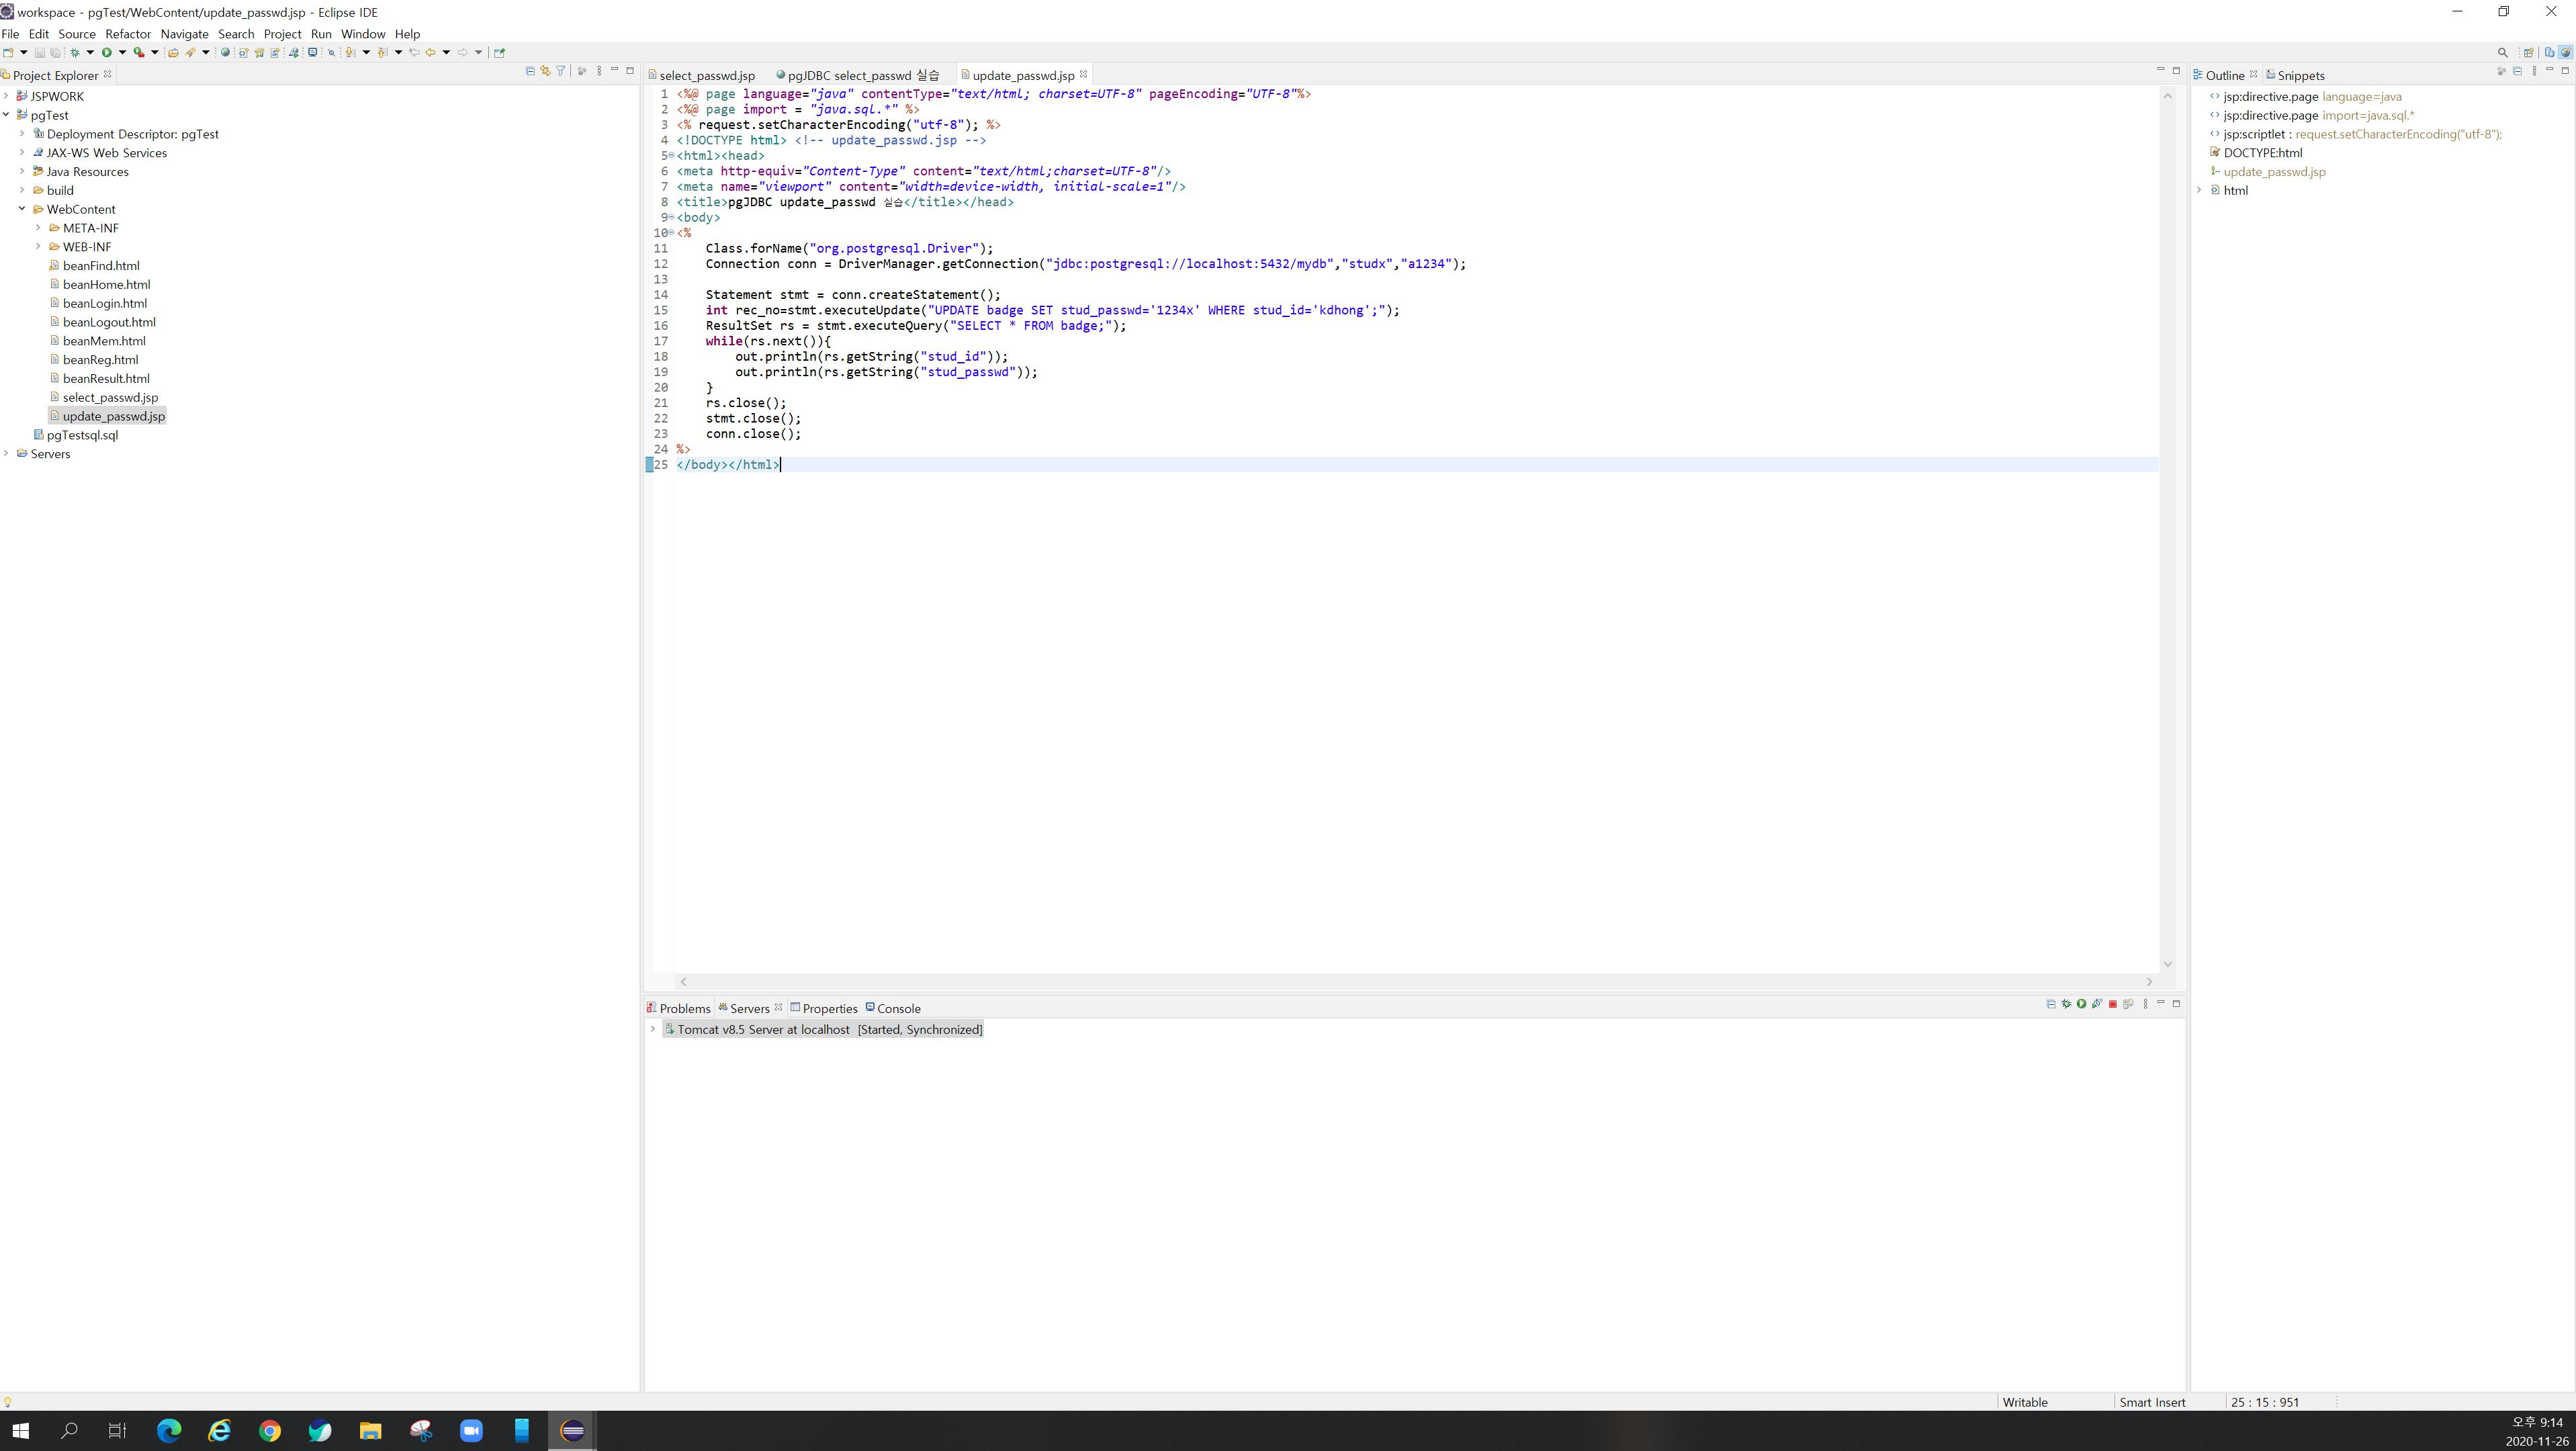 workspace - pgTest/WebContent/update_passwd.jsp - Eclipse IDE
File Edit Source Refactor Navigate Search Project Run Window Help
Project Explorer
JSPWORK
pgTest
Deployment Descriptor: pgTest
JAX-WS Web Services
Java Resources
build
WebContent
META-INF
WEB-INF
beanFind.html
beanHome.html
beanLogin.html
beanLogout.html
beanMem.html
beanReg.html
beanResult.html
select_passwd.jsp
update_passwd.jsp
pgTestsql.sql
Servers
select_passwd.jsp pgJDBC select_passwd 실습 update_passwd.jsp
1 <%@ page language="java" contentType="text/html; charset=UTF-8" pageEncoding="UTF-8"%>
2 <%@ page import = "java.sql.*" %>
3 <% request.setCharacterEncoding("utf-8"); %>
4 <!DOCTYPE html> <!-- update_passwd.jsp -->
5 <html><head>
6 <meta http-equiv="Content-Type" content="text/html;charset=UTF-8"/>
7 <meta name="viewport" content="width=device-width, initial-scale=1"/>
8 <title>pgJDBC update_passwd 실습</title></head>
9 <body>
10 <%
11 Class.forName("org.postgresql.Driver");
12 Connection conn = DriverManager.getConnection("jdbc:postgresql://localhost:5432/mydb","studx","a1234");
13
14 Statement stmt = conn.createStatement();
15 int rec_no=stmt.executeUpdate("UPDATE badge SET stud_passwd='1234x' WHERE stud_id='kdhong';");
16 ResultSet rs = stmt.executeQuery("SELECT * FROM badge;");
17 while(rs.next()){
18 out.println(rs.getString("stud_id"));
19 out.println(rs.getString("stud_passwd"));
20 }
21 rs.close();
22 stmt.close();
23 conn.close();
24 %>
25 </body></html>
Outline Snippets
jsp:directive.page language=java
jsp:directive.page import=java.sql.*
jsp:scriptlet : request.setCharacterEncoding("utf-8");
DOCTYPE:html
update_passwd.jsp
html
Problems Servers Properties Console
Tomcat v8.5 Server at localhost [Started, Synchronized]
Writable Smart Insert 25 : 15 : 951
오후 9:14
2020-11-26